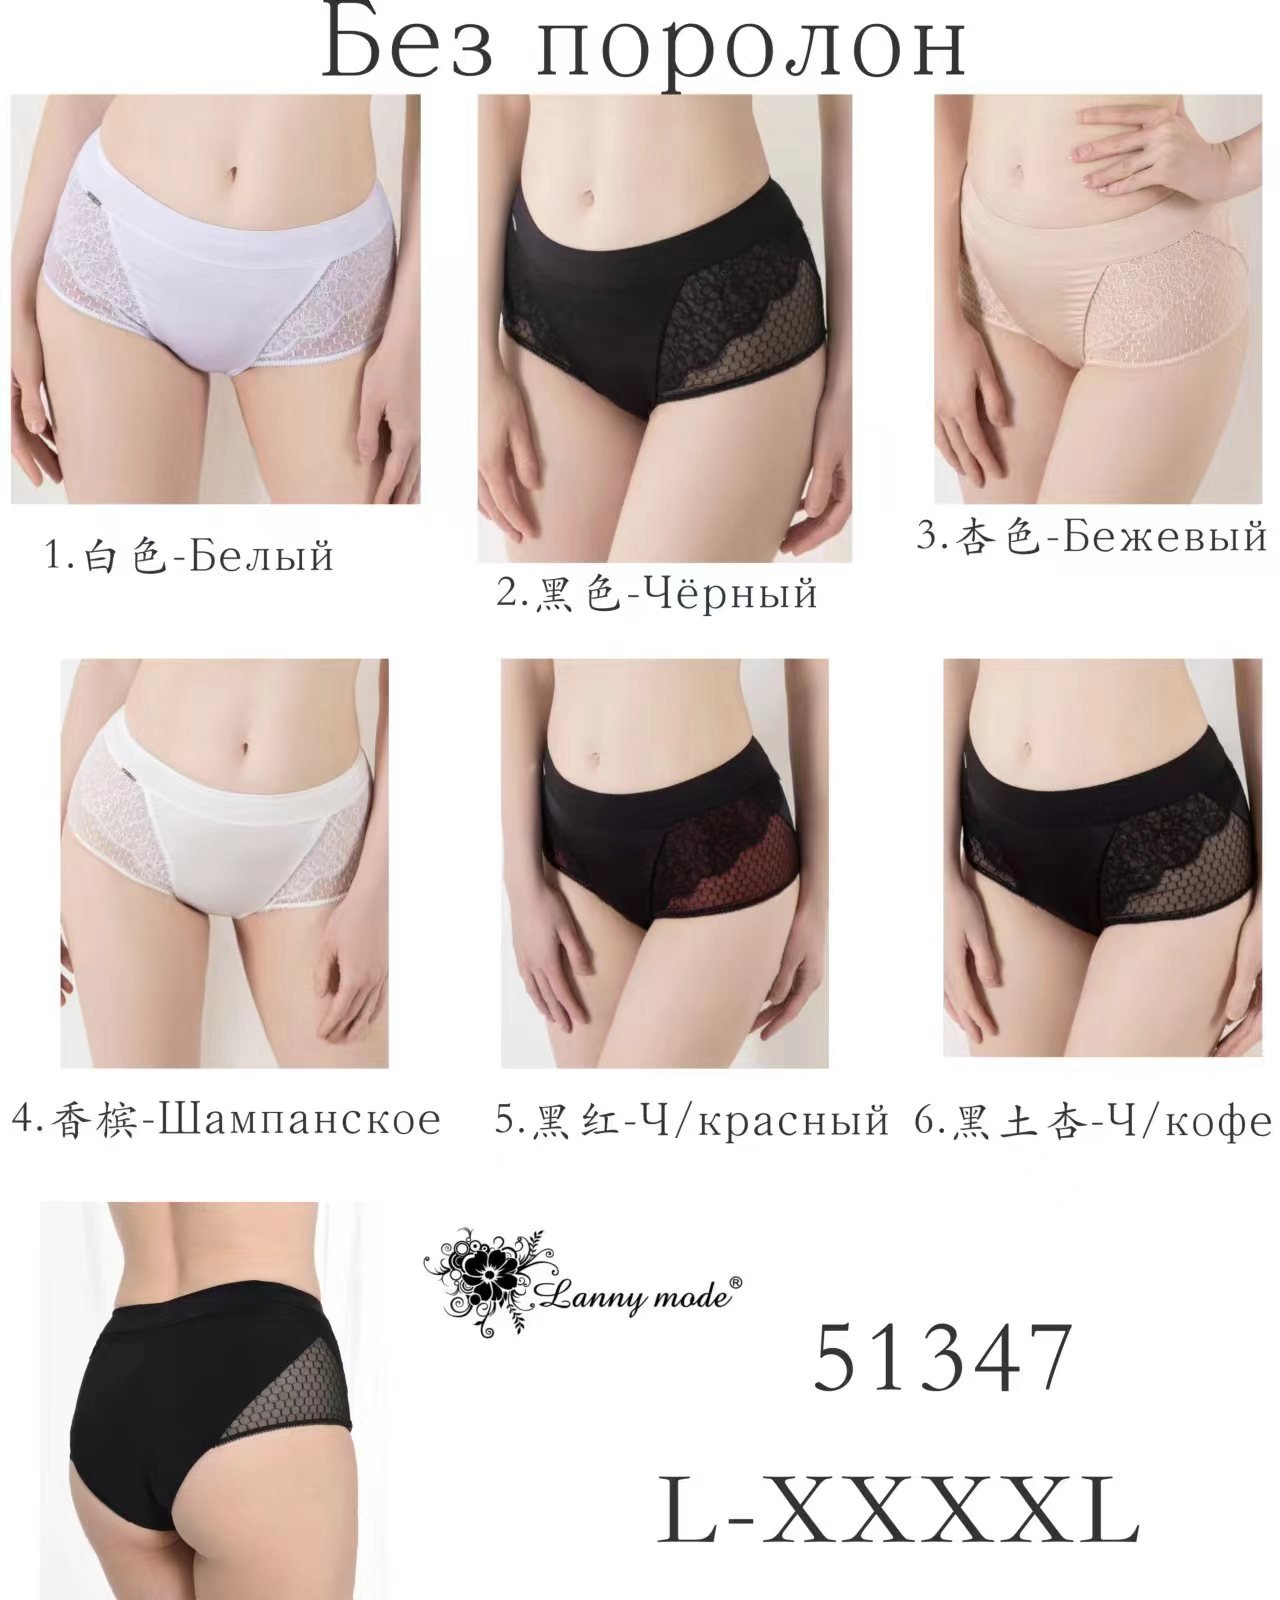 Без поролон
1.白色-Белый
2.黑色-Чёрный
3.杏色-Бежевый
4.香槟-Шампанское
5.黑红-Ч/красный
6.黑土杏-Ч/кофе
Lanny mode®
51347
L-XXXXL